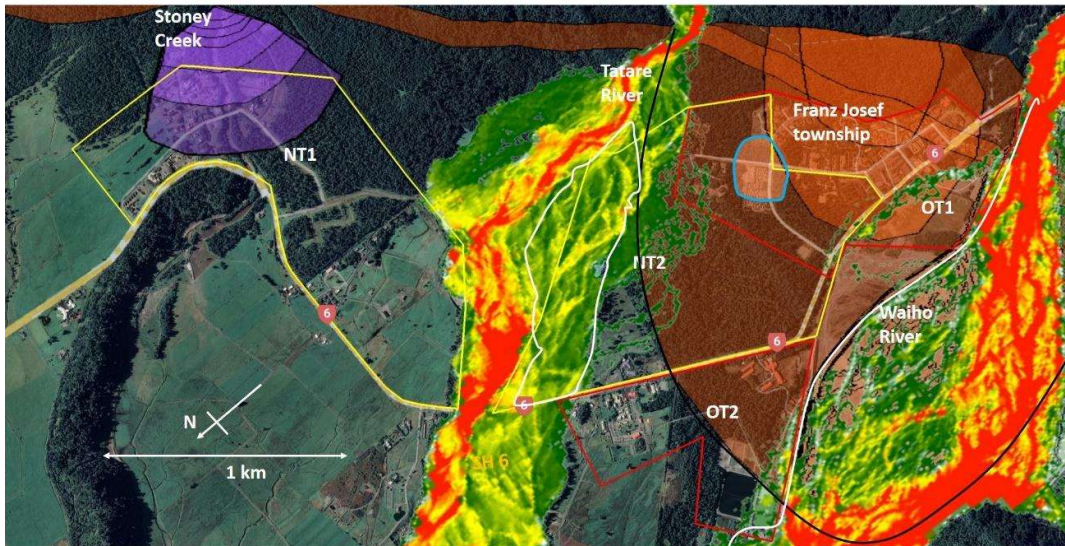 Stoney
Creek
Tatare
River
Franz Josef
township
6
NT1
OT1
NT2
Waiho
River
6
6
OT2
6
N
SH 6
1 km